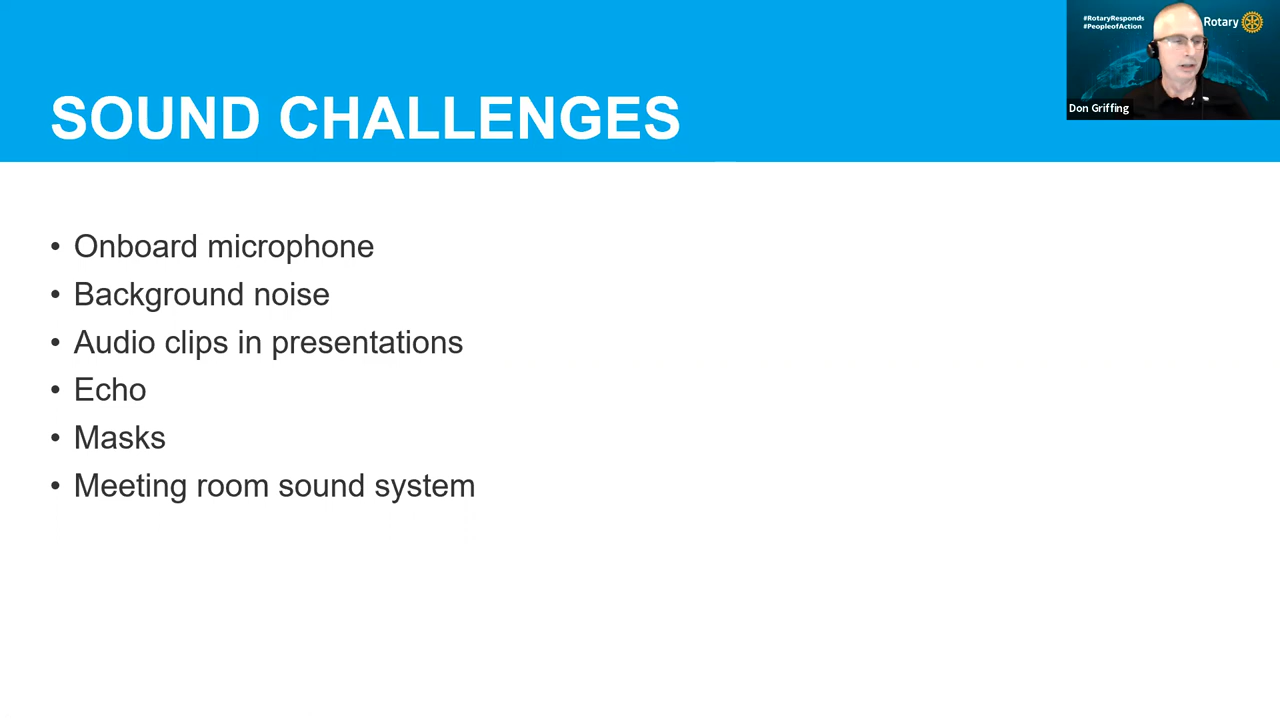 #RotaryResponds
#PeopleofAction
Rotary
Don Griffing
SOUND CHALLENGES
• Onboard microphone
• Background noise
• Audio clips in presentations
• Echo
• Masks
• Meeting room sound system